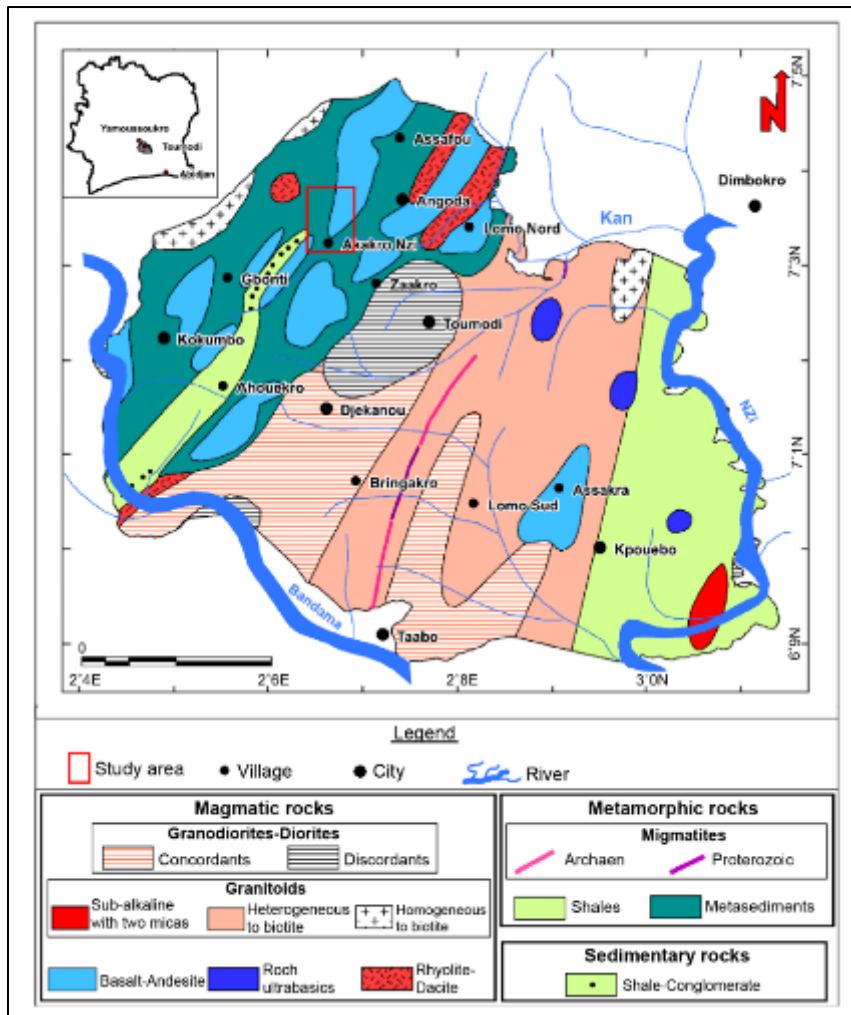 Yamoussoukro
Toumodi
Abidjan
N
7°5N
Assafou
Dimbokro
Angoda
Kan
Lomo Nord
Akakro Nzi
7°3N
Gbonti
Zaakro
Toumodi
Kokumbo
Ahouekro
Djekanou
NZi
7°1N
Bringakro
Assakra
Lomo Sud
Kpouebo
Bandama
Taabo
6°9N
0
2°4E
2°6E
2°8E
3°0N
Legend
Study area
Village
City
River
Magmatic rocks
Granodiorites-Diorites
Concordants
Discordants
Granitoids
Sub-alkaline
with two micas
Heterogeneous
to biotite
Homogeneous
to biotite
Basalt-Andesite
Roch
ultrabasics
Rhyolite-
Dacite
Metamorphic rocks
Migmatites
Archaen
Proterozoic
Shales
Metasediments
Sedimentary rocks
Shale-Conglomerate